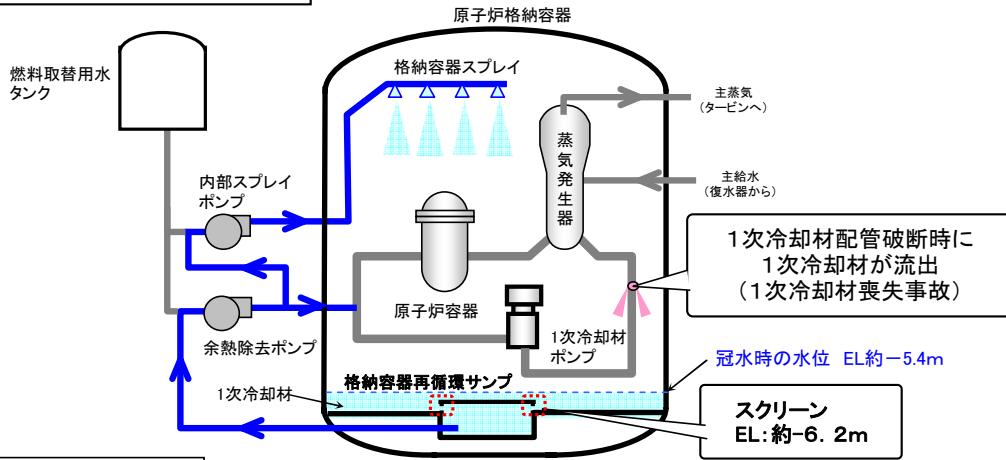 原子炉格納容器
燃料取替用水
タンク
格納容器スプレイ
主蒸気
(タービンへ)
蒸気発生器
内部スプレイ
ポンプ
主給水
(復水器から)
1次冷却材配管破断時に
1次冷却材が流出
(1次冷却材喪失事故)
原子炉容器
1次冷却材
ポンプ
余熱除去ポンプ
冠水時の水位 EL約-5.4m
格納容器再循環サンプ
1次冷却材
スクリーン
EL:約-6.2m